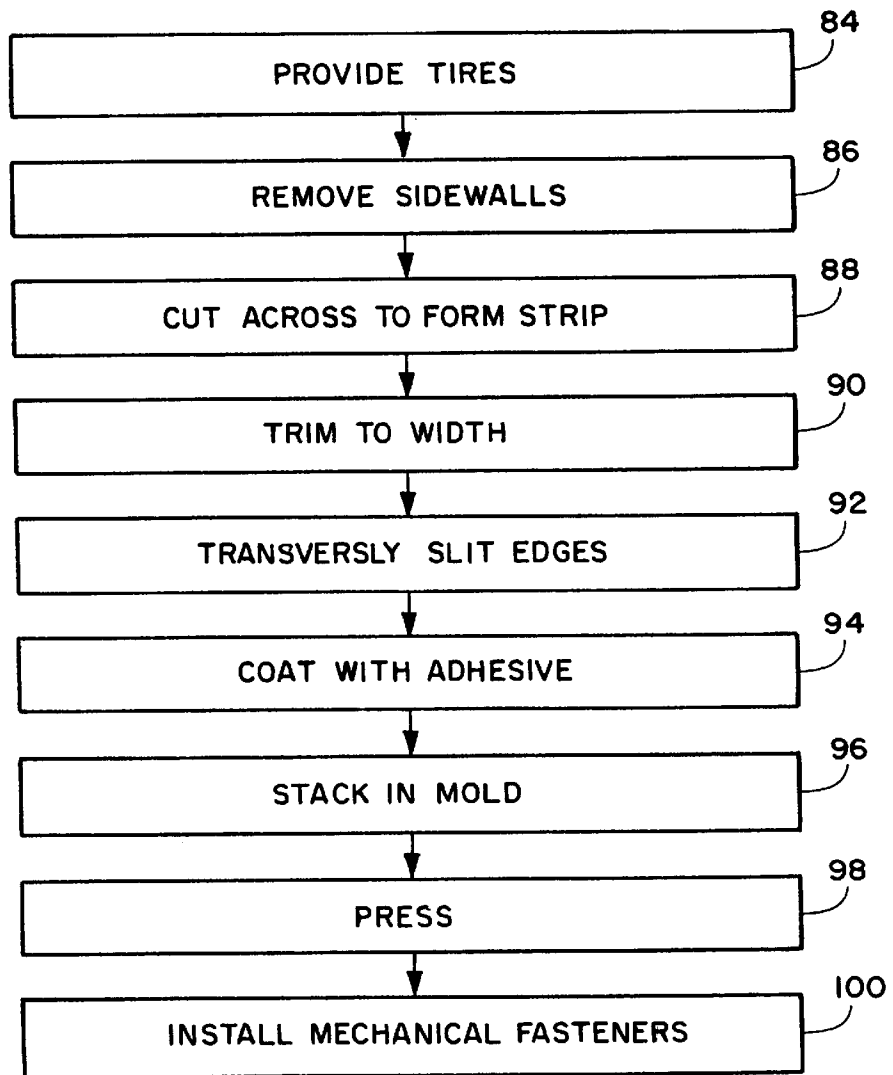 84
PROVIDE TIRES
86
REMOVE SIDEWALLS
88
CUT ACROSS TO FORM STRIP
90
TRIM TO WIDTH
92
TRANSVERSLY SLIT EDGES
94
COAT WITH ADHESIVE
96
STACK IN MOLD
98
PRESS
100
INSTALL MECHANICAL FASTENERS